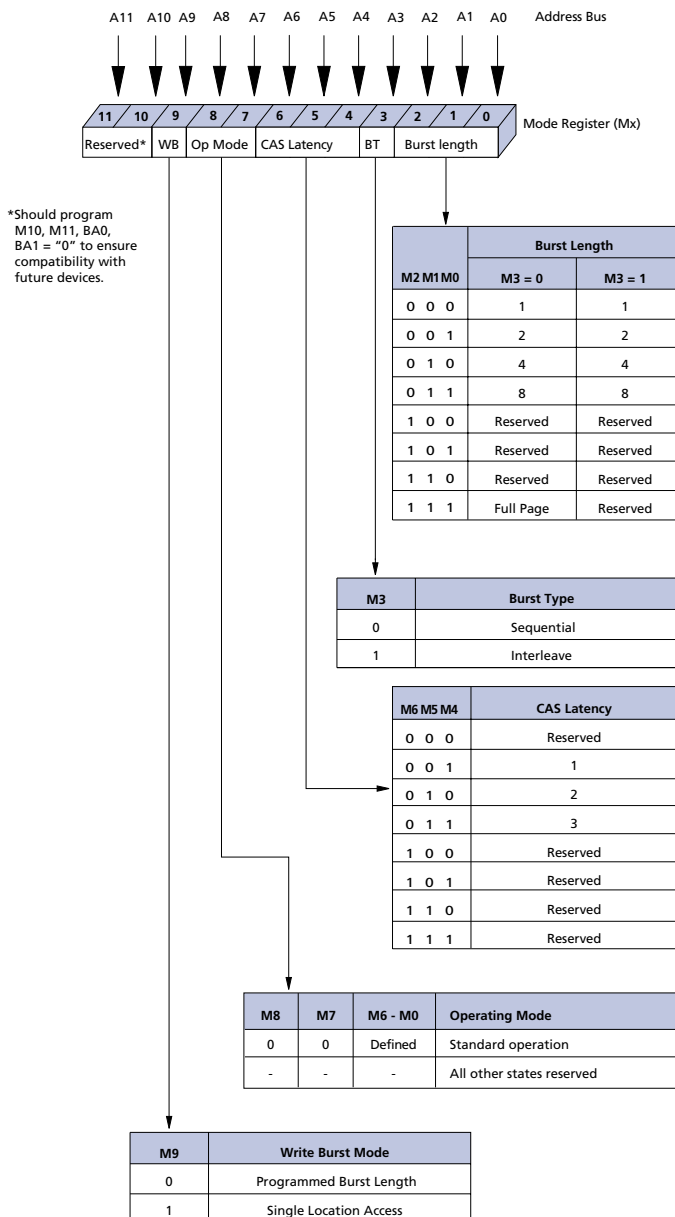 A11 A10 A9 A8 A7 A6 A5 A4 A3 A2 A1 A0 Address Bus
11 10 9 8 7 6 5 4 3 2 1 0
Mode Register (Mx)
Reserved* WB Op Mode CAS Latency BT Burst length
*Should program
M10, M11, BA0,
BA1 = “0” to ensure
compatibility with
future devices.
Burst Length
M2 M1 M0 M3 = 0 M3 = 1
0 0 0 1 1
0 0 1 2 2
0 1 0 4 4
0 1 1 8 8
1 0 0 Reserved Reserved
1 0 1 Reserved Reserved
1 1 0 Reserved Reserved
1 1 1 Full Page Reserved
M3 Burst Type
0 Sequential
1 Interleave
M6 M5 M4 CAS Latency
0 0 0 Reserved
0 0 1 1
0 1 0 2
0 1 1 3
1 0 0 Reserved
1 0 1 Reserved
1 1 0 Reserved
1 1 1 Reserved
M8 M7 M6 - M0 Operating Mode
0 0 Defined Standard operation
- - - All other states reserved
M9 Write Burst Mode
0 Programmed Burst Length
1 Single Location Access